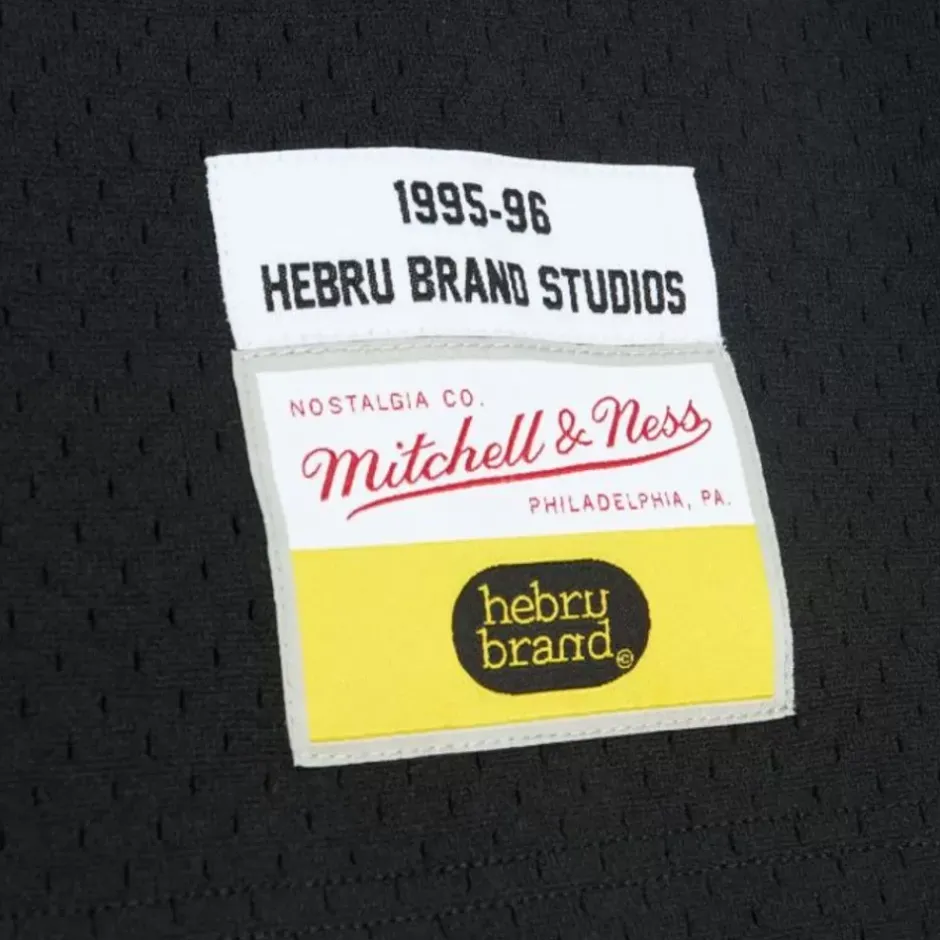 1995-96
HEBRU BRAND STUDIOS
NOSTALGIA CO.
Mitchell & Ness
PHILADELPHIA, PA.
hebru
brand©